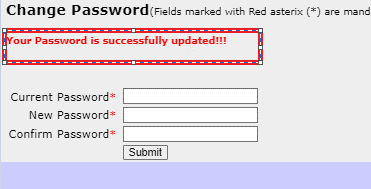 Change Password(Fields marked with Red asterix (*) are mand
Your Password is successfully updated!!!
Current Password*
New Password*
Confirm Password*
Submit